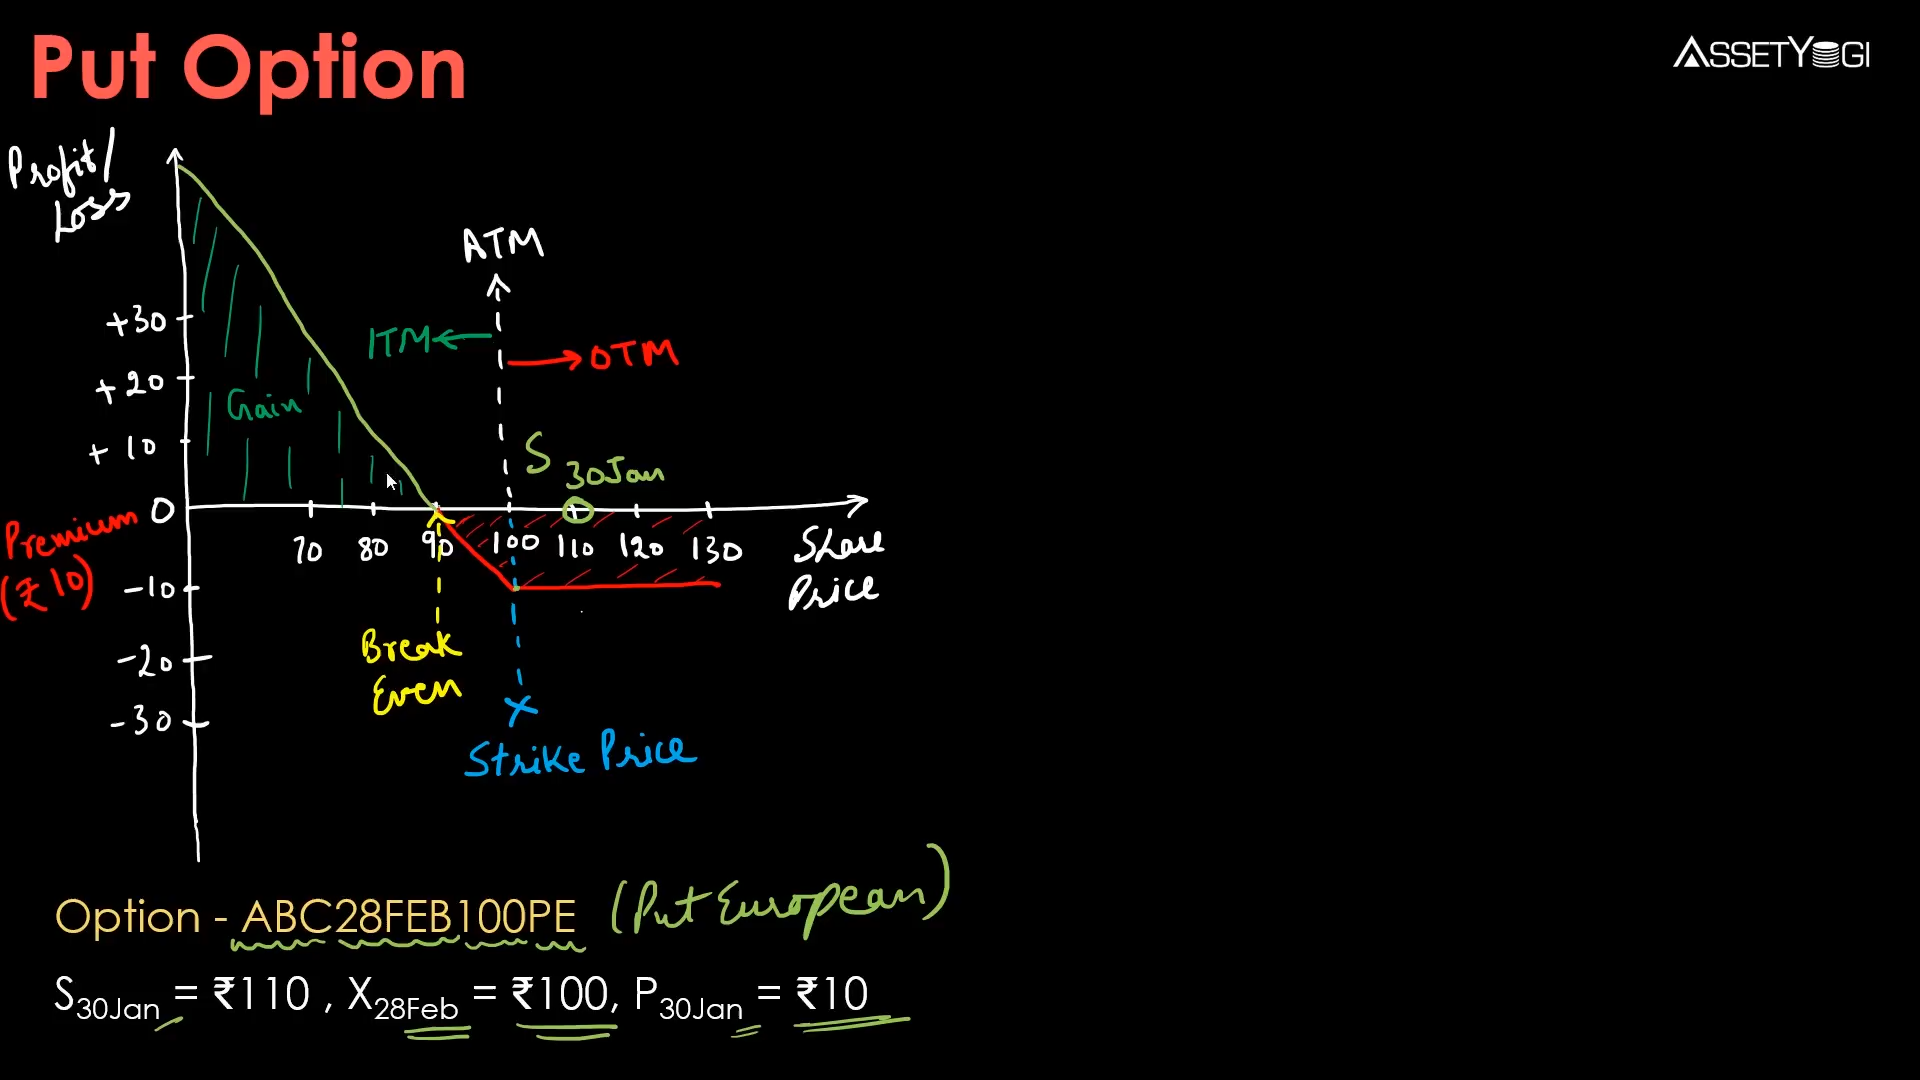 Put Option
ASSETYOGI
Profit/
Loss
ATM
+30
ITM
OTM
+20
Gain
+10
S 30Jan
0
Premium
(₹10)
70 80 90 100 110 120 130
Share
Price
-10
Break
Even
-20
-30
X
Strike Price
Option - ABC28FEB100PE (Put European)
S30Jan = ₹110 , X28Feb = ₹100, P30Jan = ₹10